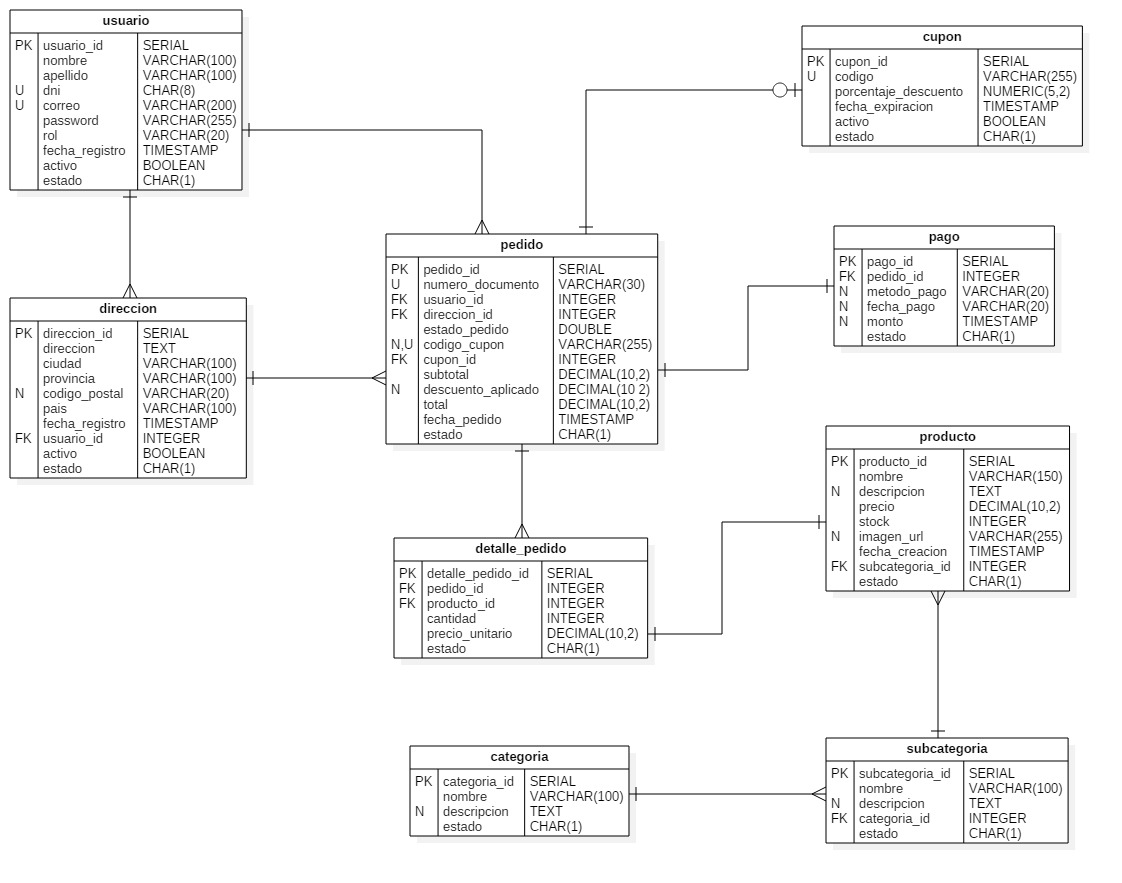 usuario
PK usuario_id SERIAL
nombre VARCHAR(100)
apellido VARCHAR(100)
U dni CHAR(8)
U correo VARCHAR(200)
password VARCHAR(255)
rol VARCHAR(20)
fecha_registro TIMESTAMP
activo BOOLEAN
estado CHAR(1)
cupon
PK cupon_id SERIAL
U codigo VARCHAR(255)
porcentaje_descuento NUMERIC(5,2)
fecha_expiracion TIMESTAMP
activo BOOLEAN
estado CHAR(1)
pedido
PK pedido_id SERIAL
U numero_documento VARCHAR(30)
FK usuario_id INTEGER
FK direccion_id INTEGER
estado_pedido DOUBLE
N,U codigo_cupon VARCHAR(255)
FK cupon_id INTEGER
subtotal DECIMAL(10,2)
N descuento_aplicado DECIMAL(10 2)
total DECIMAL(10,2)
fecha_pedido TIMESTAMP
estado CHAR(1)
pago
PK pago_id SERIAL
FK pedido_id INTEGER
N metodo_pago VARCHAR(20)
N fecha_pago VARCHAR(20)
N monto TIMESTAMP
estado CHAR(1)
direccion
PK direccion_id SERIAL
direccion TEXT
ciudad VARCHAR(100)
provincia VARCHAR(100)
N codigo_postal VARCHAR(20)
pais VARCHAR(100)
fecha_registro TIMESTAMP
FK usuario_id INTEGER
activo BOOLEAN
estado CHAR(1)
producto
PK producto_id SERIAL
nombre VARCHAR(150)
N descripcion TEXT
precio DECIMAL(10,2)
stock INTEGER
N imagen_url VARCHAR(255)
fecha_creacion TIMESTAMP
FK subcategoria_id INTEGER
estado CHAR(1)
detalle_pedido
PK detalle_pedido_id SERIAL
FK pedido_id INTEGER
FK producto_id INTEGER
cantidad INTEGER
precio_unitario DECIMAL(10,2)
estado CHAR(1)
categoria
PK categoria_id SERIAL
nombre VARCHAR(100)
N descripcion TEXT
estado CHAR(1)
subcategoria
PK subcategoria_id SERIAL
nombre VARCHAR(100)
N descripcion TEXT
FK categoria_id INTEGER
estado CHAR(1)